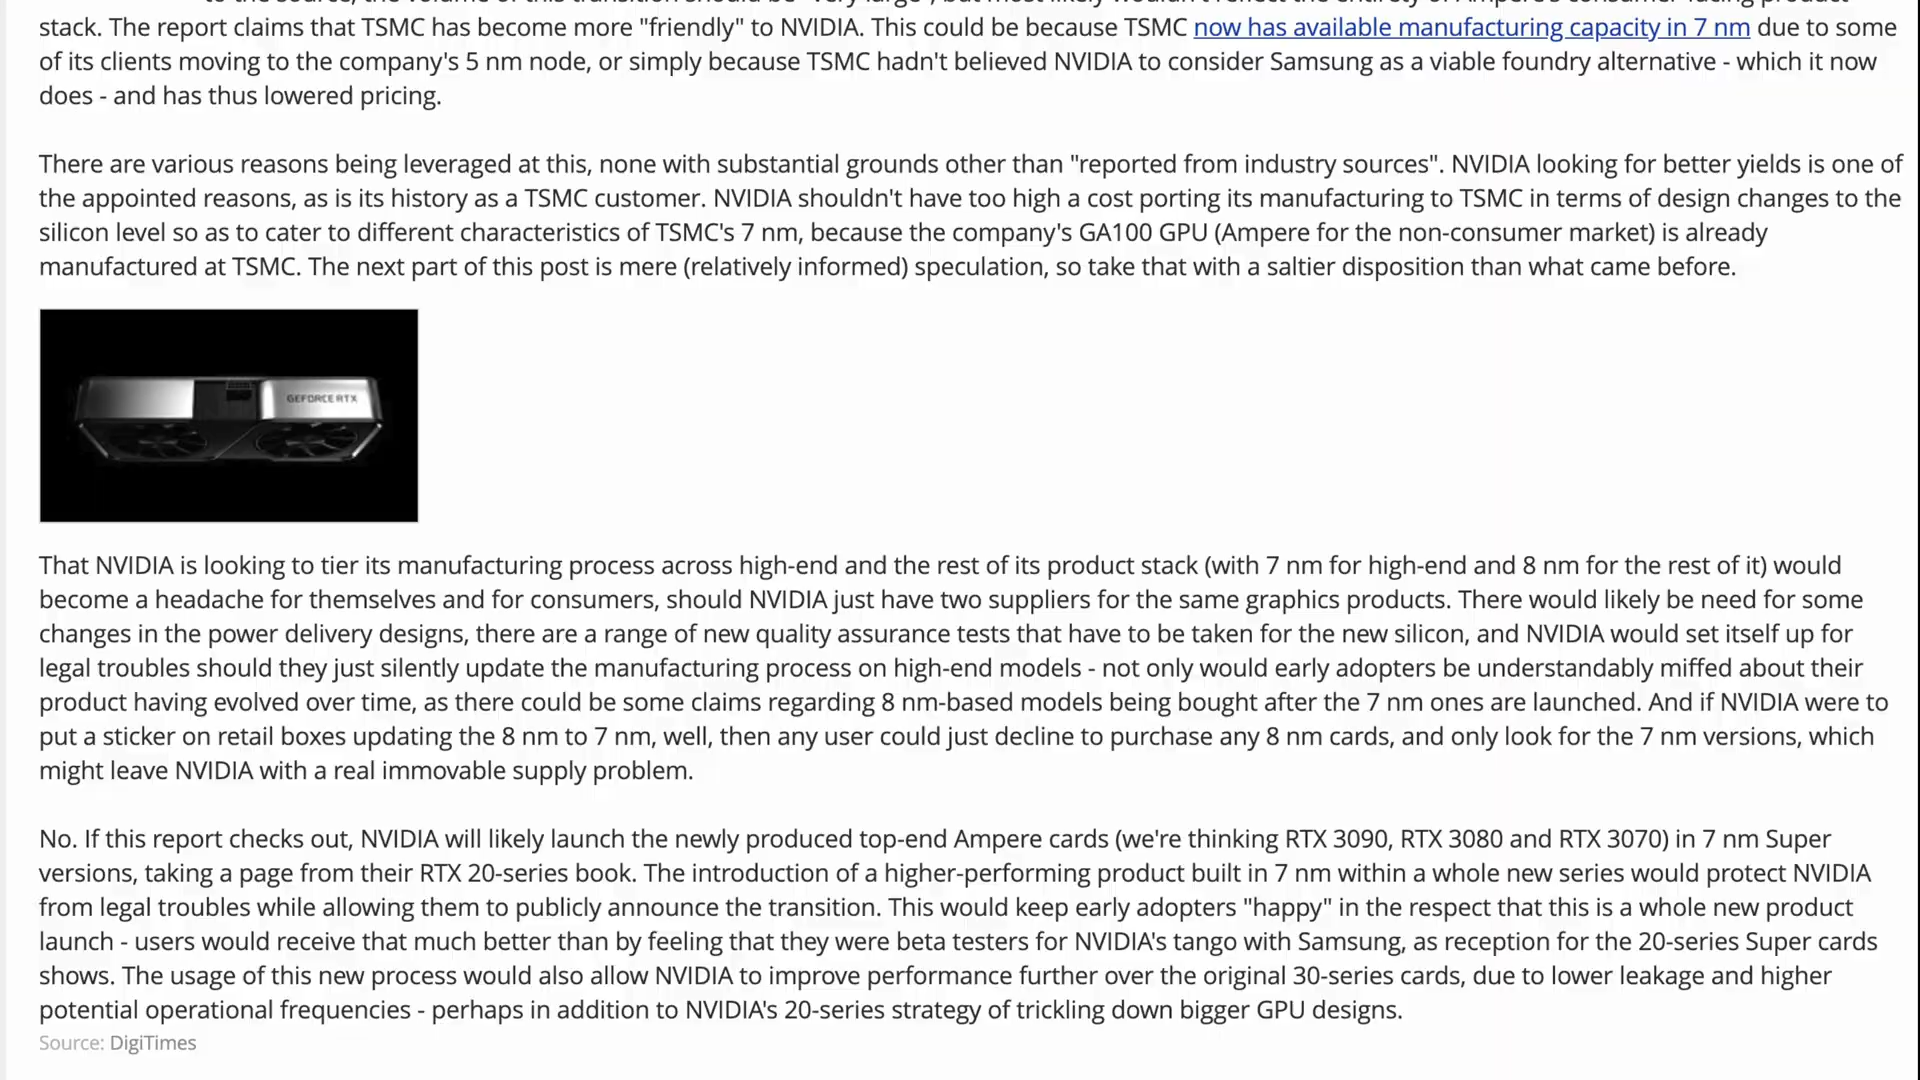 to the source, the volume of this transition should be "very large", but most likely wouldn't reflect the entirety of Ampere's consumer-facing product
stack. The report claims that TSMC has become more "friendly" to NVIDIA. This could be because TSMC now has available manufacturing capacity in 7 nm due to some
of its clients moving to the company's 5 nm node, or simply because TSMC hadn't believed NVIDIA to consider Samsung as a viable foundry alternative - which it now
does - and has thus lowered pricing.
There are various reasons being leveraged at this, none with substantial grounds other than "reported from industry sources". NVIDIA looking for better yields is one of
the appointed reasons, as is its history as a TSMC customer. NVIDIA shouldn't have too high a cost porting its manufacturing to TSMC in terms of design changes to the
silicon level so as to cater to different characteristics of TSMC's 7 nm, because the company's GA100 GPU (Ampere for the non-consumer market) is already
manufactured at TSMC. The next part of this post is mere (relatively informed) speculation, so take that with a saltier disposition than what came before.
GEFORCE RTX
That NVIDIA is looking to tier its manufacturing process across high-end and the rest of its product stack (with 7 nm for high-end and 8 nm for the rest of it) would
become a headache for themselves and for consumers, should NVIDIA just have two suppliers for the same graphics products. There would likely be need for some
changes in the power delivery designs, there are a range of new quality assurance tests that have to be taken for the new silicon, and NVIDIA would set itself up for
legal troubles should they just silently update the manufacturing process on high-end models - not only would early adopters be understandably miffed about their
product having evolved over time, as there could be some claims regarding 8 nm-based models being bought after the 7 nm ones are launched. And if NVIDIA were to
put a sticker on retail boxes updating the 8 nm to 7 nm, well, then any user could just decline to purchase any 8 nm cards, and only look for the 7 nm versions, which
might leave NVIDIA with a real immovable supply problem.
No. If this report checks out, NVIDIA will likely launch the newly produced top-end Ampere cards (we're thinking RTX 3090, RTX 3080 and RTX 3070) in 7 nm Super
versions, taking a page from their RTX 20-series book. The introduction of a higher-performing product built in 7 nm within a whole new series would protect NVIDIA
from legal troubles while allowing them to publicly announce the transition. This would keep early adopters "happy" in the respect that this is a whole new product
launch - users would receive that much better than by feeling that they were beta testers for NVIDIA's tango with Samsung, as reception for the 20-series Super cards
shows. The usage of this new process would also allow NVIDIA to improve performance further over the original 30-series cards, due to lower leakage and higher
potential operational frequencies - perhaps in addition to NVIDIA's 20-series strategy of trickling down bigger GPU designs.
Source: DigiTimes